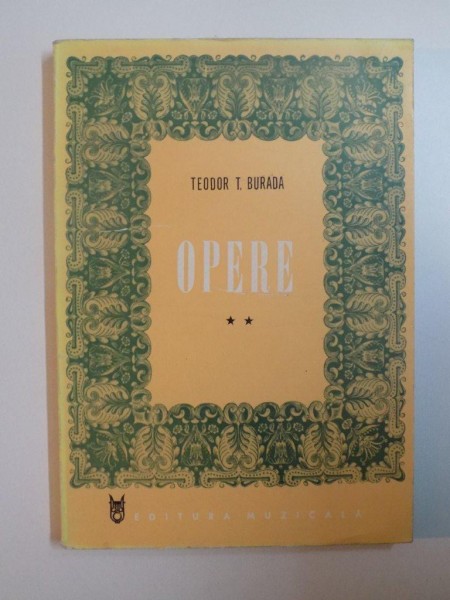 TEODOR T. BURADA
OPERE
★ ★
EDITURA MUZICALĂ